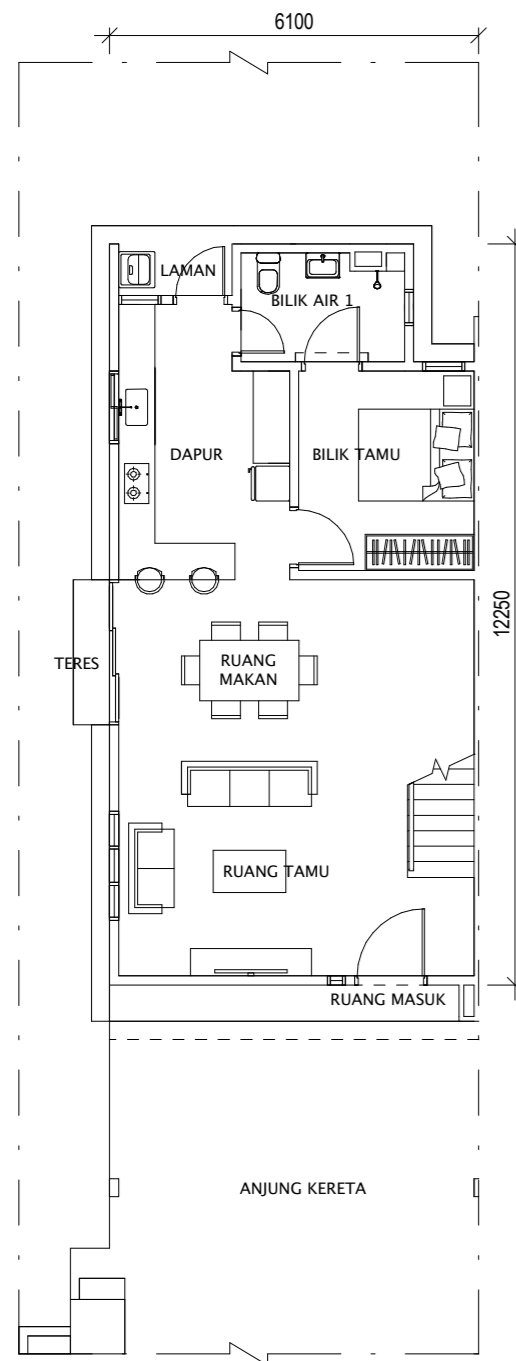 6100
LAMAN
BILIK AIR 1
DAPUR
BILIK TAMU
12250
TERES
RUANG
MAKAN
RUANG TAMU
RUANG MASUK
ANJUNG KERETA